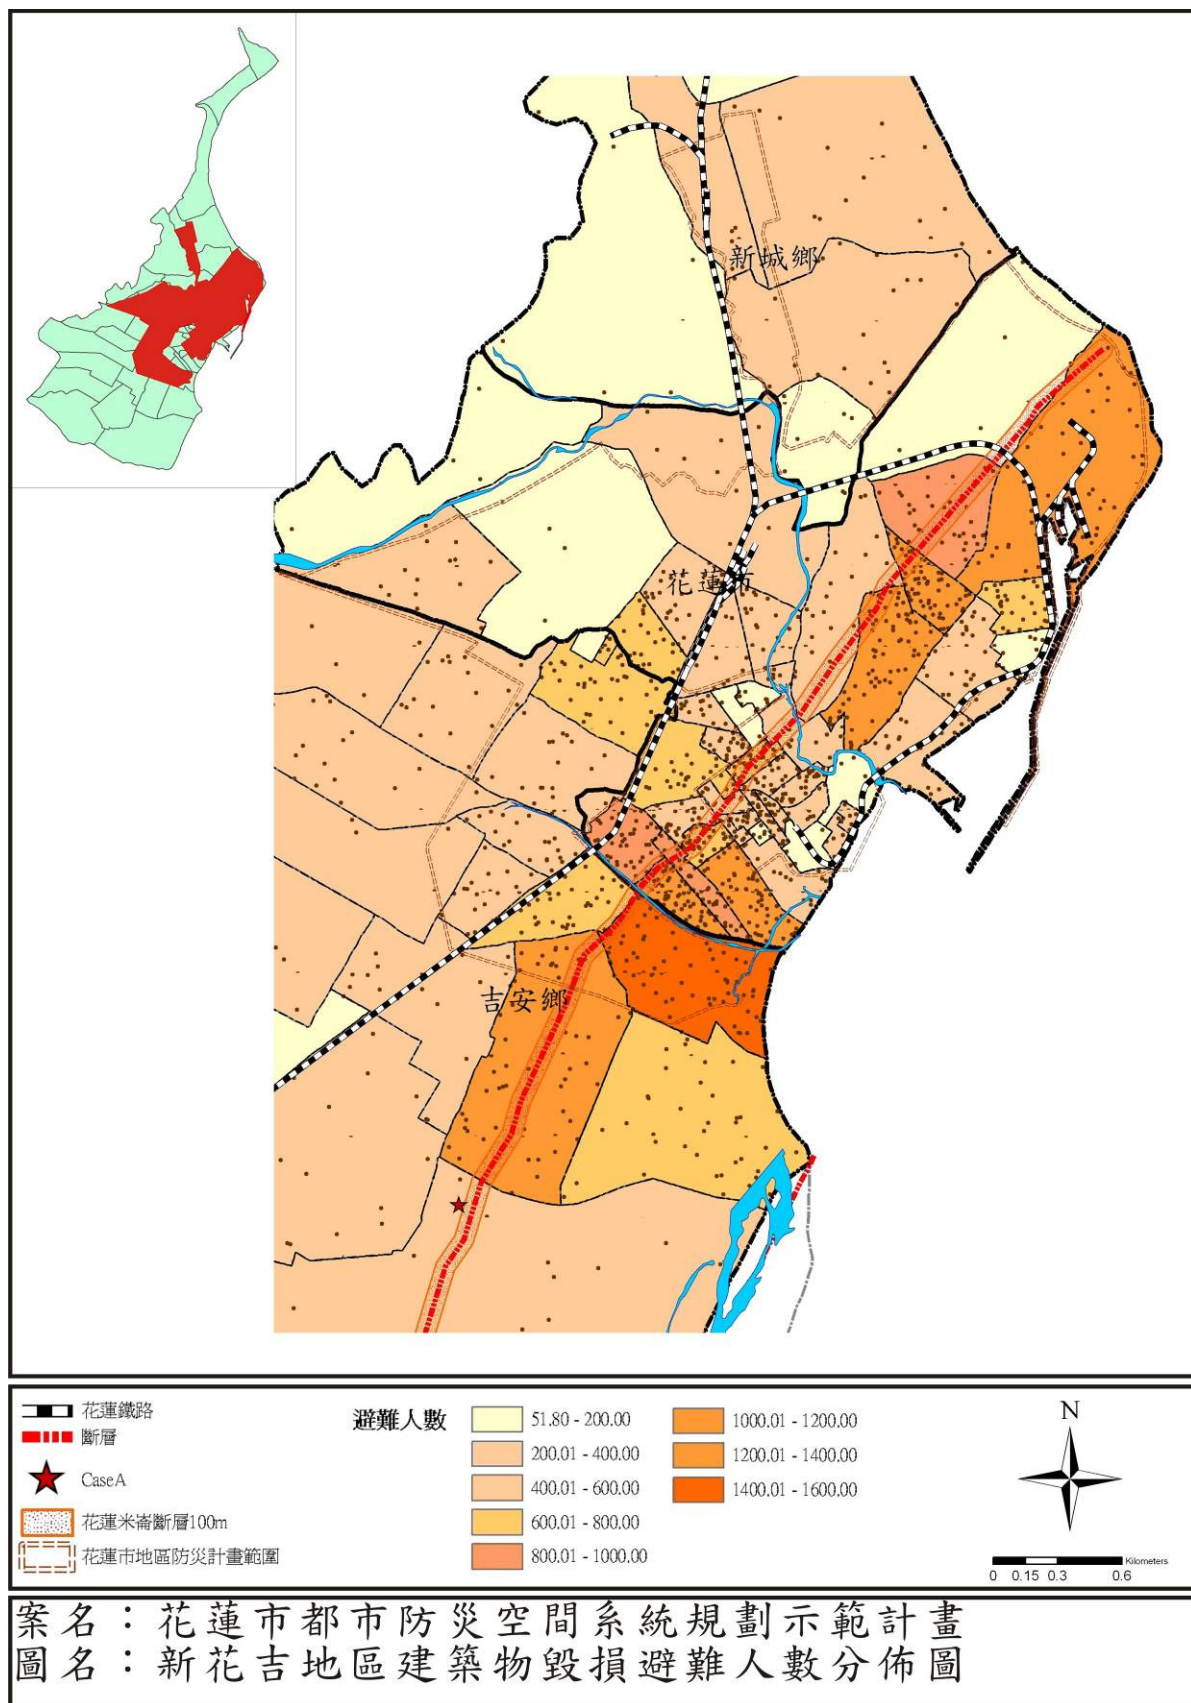 新城鄉
花蓮市
吉安鄉
花蓮鐵路
斷層
CaseA
花蓮米崙斷層100m
花蓮市地區防災計畫範圍
避難人數
51.80 - 200.00
200.01 - 400.00
400.01 - 600.00
600.01 - 800.00
800.01 - 1000.00
1000.01 - 1200.00
1200.01 - 1400.00
1400.01 - 1600.00
N
Kilometers
0 0.15 0.3 0.6
案名：花蓮市都市防災空間系統規劃示範計畫
圖名：新花吉地區建築物毀損避難人數分佈圖